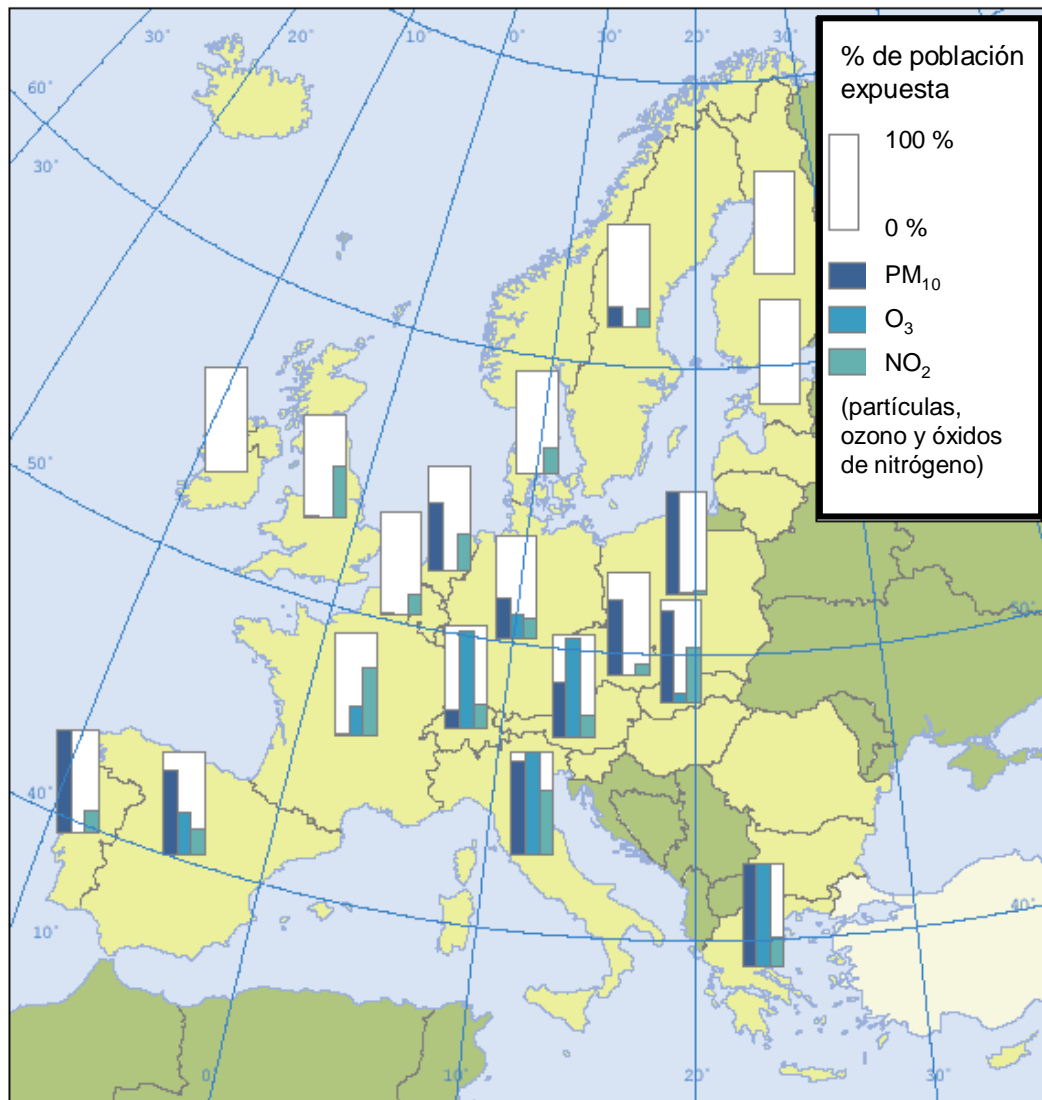 30˚ 20˚ 10˚ 0˚ 10˚ 20˚ 30˚
60˚
30˚
50˚
40˚
10˚
0˚ 10˚ 20˚ 30˚
50˚
40˚
% de población
expuesta
100 %
0 %
PM10
O3
NO2
(partículas,
ozono y óxidos
de nitrógeno)